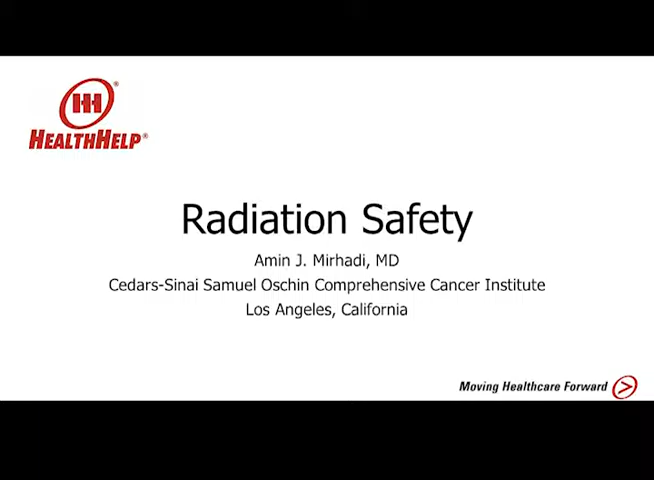 HH®
HEALTHHELP®
Radiation Safety
Amin J. Mirhadi, MD
Cedars-Sinai Samuel Oschin Comprehensive Cancer Institute
Los Angeles, California
Moving Healthcare Forward